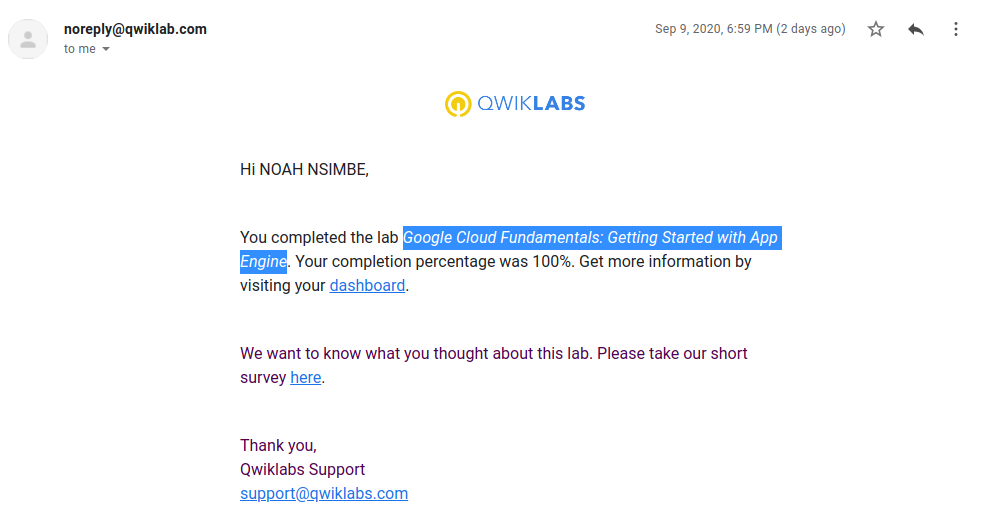 noreply@qwiklab.com
Sep 9, 2020, 6:59 PM (2 days ago)
to me
QWIKLABS
Hi NOAH NSIMBE,
You completed the lab Google Cloud Fundamentals: Getting Started with App
Engine. Your completion percentage was 100%. Get more information by
visiting your dashboard.
We want to know what you thought about this lab. Please take our short
survey here.
Thank you,
Qwiklabs Support
support@qwiklabs.com